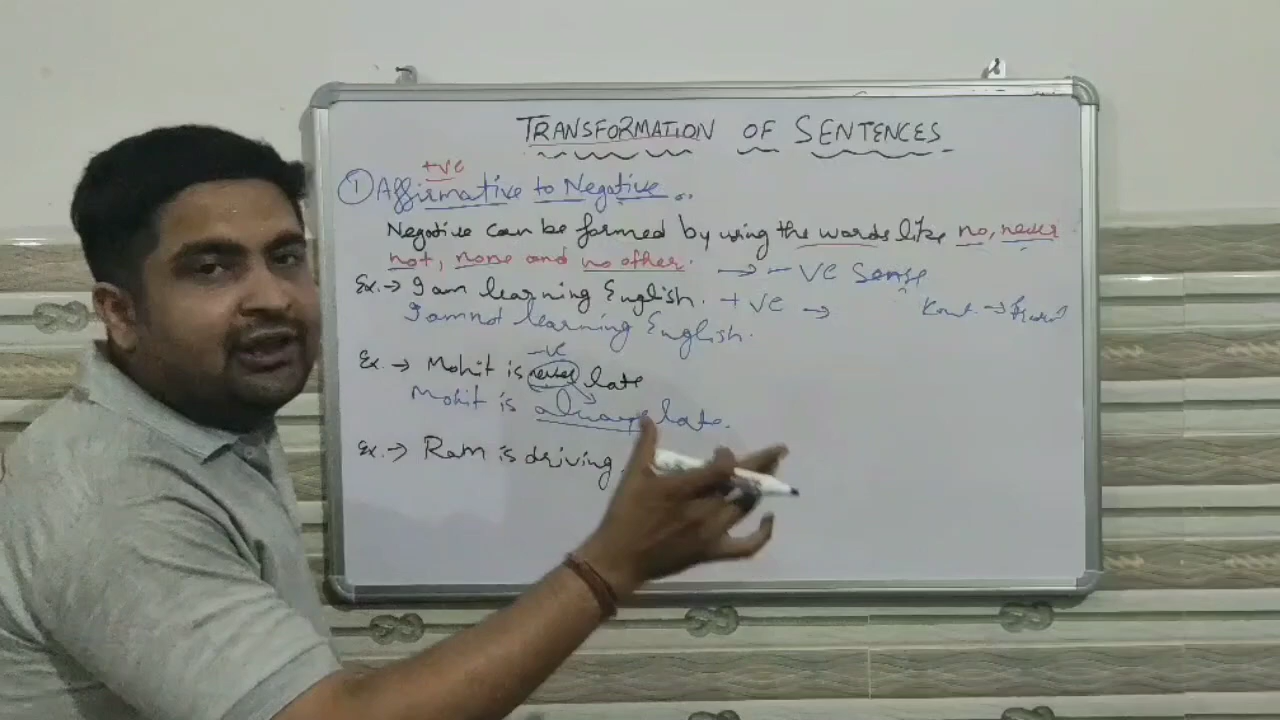 TRANSFORMATION OF SENTENCES
+ve
① Affirmative to Negative..
Negative can be formed by using the words like no, never
not, none and no other. → - ve Sense
Ex. → I am learning English. + ve →
I am not learning English.
-ve
Ex. → Mohit is never late
Mohit is always late.
Ex. → Ram is driving